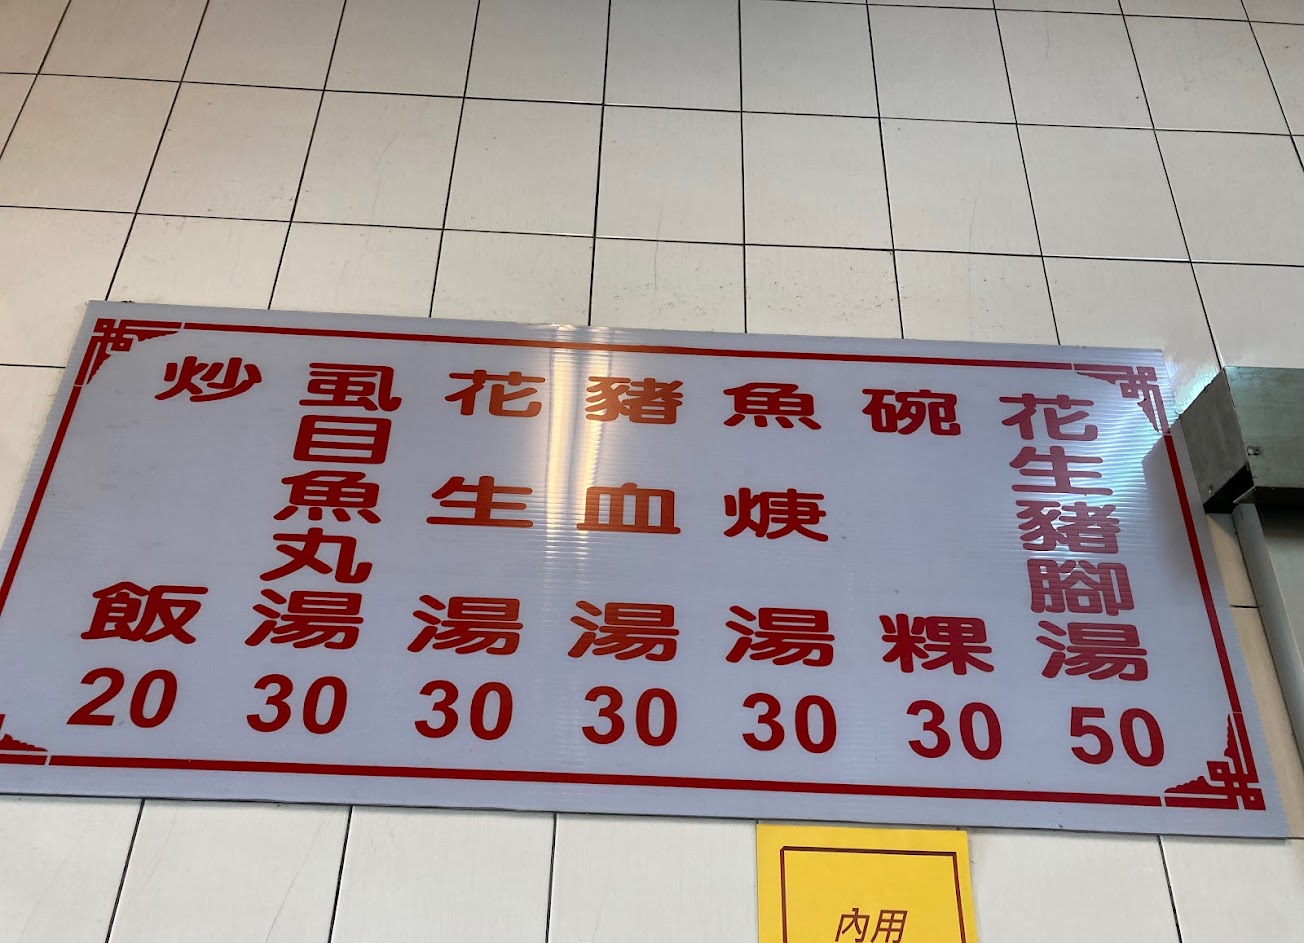 花生豬腳湯 50
碗粿 30
魚焿湯 30
豬血湯 30
花生湯 30
虱目魚丸湯 30
炒飯 20
內用